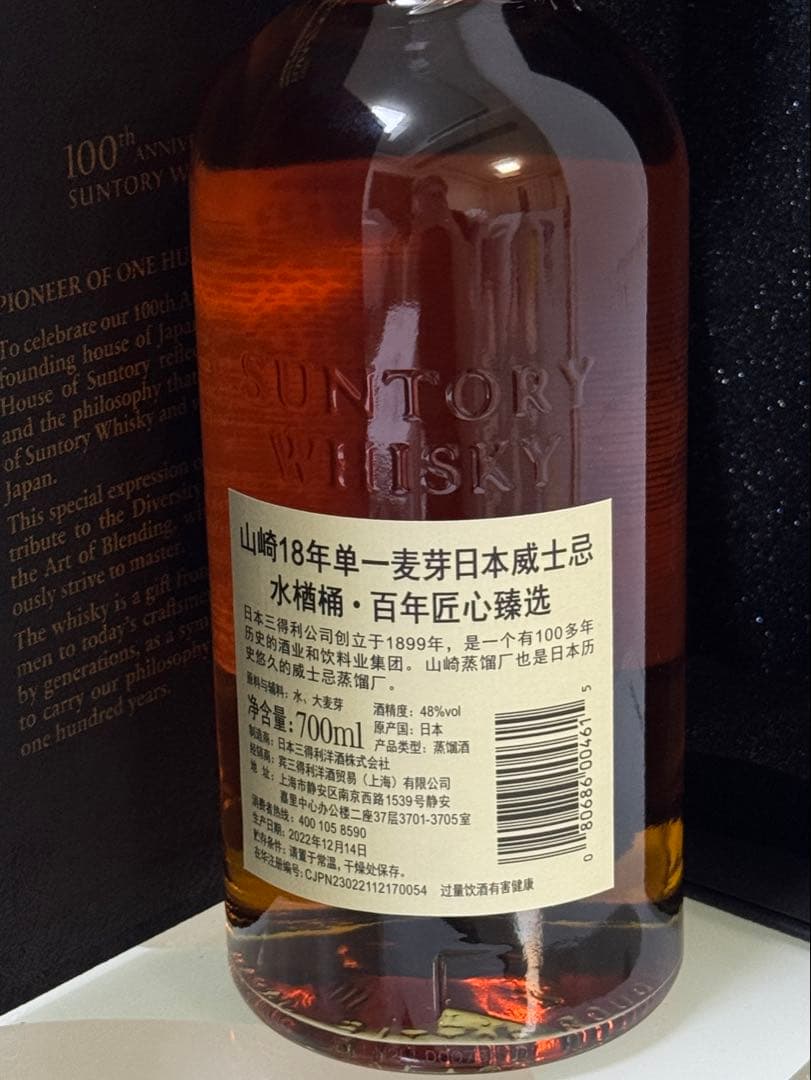 100th ANNIV
SUNTORY W
PIONEER OF ONE HU
To celebrate our 100th A
founding house of Japa
House of Suntory refle
and the philosophy tha
of Suntory Whisky and
Japan.
This special expression
tribute to the Diversity
the Art of Blending, wi
ously strive to master.
The whisky is a gift from
men to today's craftsm
by generations, as a sym
to carry our philosophy
one hundred years.
SUNTORY
WHISKY
山崎18年单一麦芽日本威士忌
水楢桶·百年匠心臻选
日本三得利公司创立于1899年，是一个有100多年
历史的酒业和饮料业集团。山崎蒸馏厂也是日本历
史悠久的威士忌蒸馏厂。
原料与辅料：水、大麦芽
净含量：700ml
酒精度：48%vol
原产国：日本
产品类型：蒸馏酒
制造商：日本三得利洋酒株式会社
经销商：宾三得利洋酒贸易（上海）有限公司
地 址：上海市静安区南京西路1539号静安
嘉里中心办公楼二座37层3701-3705室
消费者热线：400 105 8590
生产日期：2022年12月14日
贮存条件：请置于常温，干燥处保存。
在华注册编号：CJPN23022112170054 过量饮酒有害健康
0 80686 00461 5